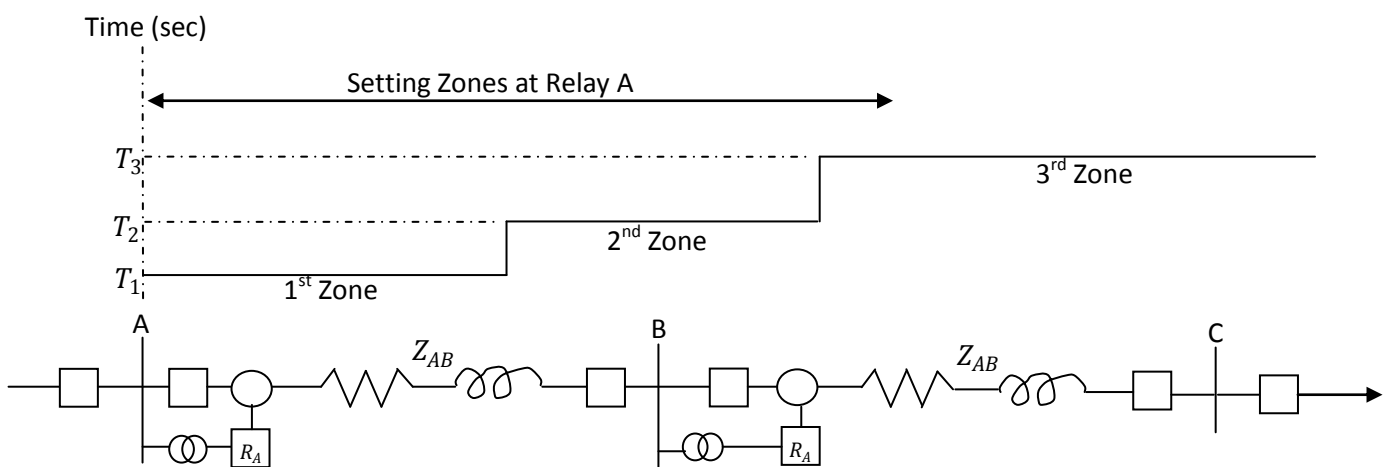 Time (sec)
Setting Zones at Relay A
T₃
3rd Zone
T₂
2nd Zone
T₁
1st Zone
A
B
C
Z_AB
Z_AB
R_A
R_A